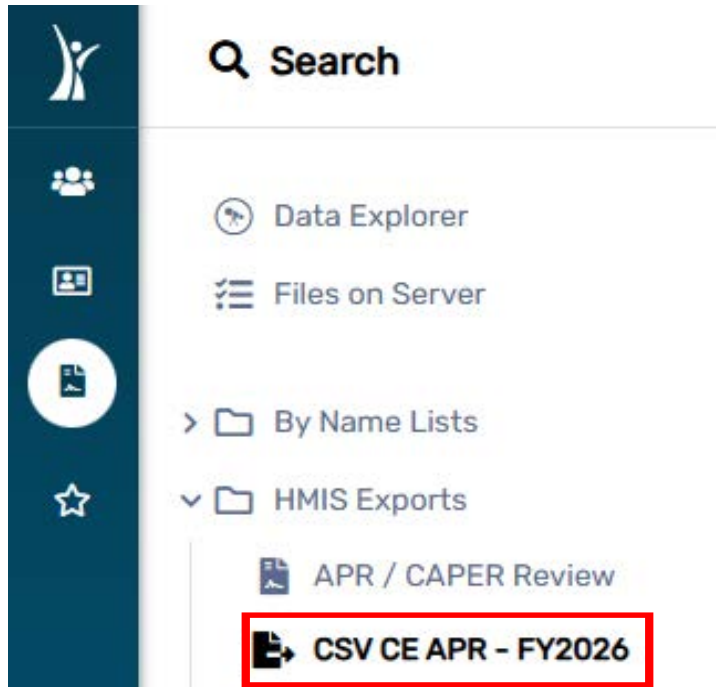 Search
Data Explorer
Files on Server
By Name Lists
HMIS Exports
APR / CAPER Review
CSV CE APR - FY2026